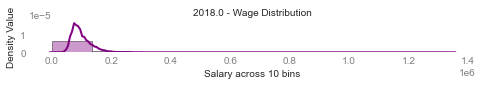 2018.0 - Wage Distribution
1e−5
Density Value
1
0
0.0 0.2 0.4 0.6 0.8 1.0 1.2 1.4
1e6
Salary across 10 bins